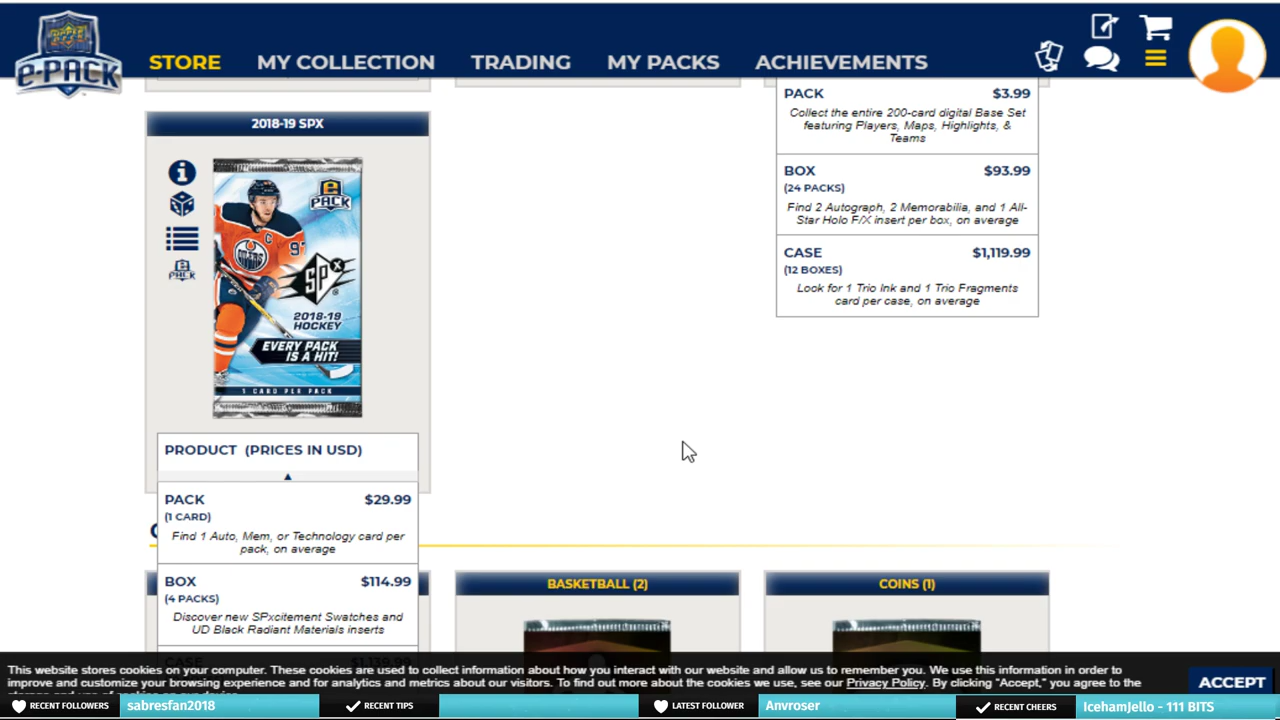 e-PACK
STORE
MY COLLECTION
TRADING
MY PACKS
ACHIEVEMENTS
2018-19 SPX
e PACK
OILERS
C
97
SPX
2018-19
HOCKEY
EVERY PACK
IS A HIT!
1 CARD PER PACK
PRODUCT (PRICES IN USD)
PACK $29.99
(1 CARD)
Find 1 Auto, Mem, or Technology card per
pack, on average
BOX $114.99
(4 PACKS)
Discover new SPxcitement Swatches and
UD Black Radiant Materials inserts
PACK $3.99
Collect the entire 200-card digital Base Set
featuring Players, Maps, Highlights, &
Teams
BOX $93.99
(24 PACKS)
Find 2 Autograph, 2 Memorabilia, and 1 All-
Star Holo F/X insert per box, on average
CASE $1,119.99
(12 BOXES)
Look for 1 Trio Ink and 1 Trio Fragments
card per case, on average
BASKETBALL (2)
COINS (1)
This website stores cookies on your computer. These cookies are used to collect information about how you interact with our website and allow us to remember you. We use this information in order to
improve and customize your browsing experience and for analytics and metrics about our visitors. To find out more about the cookies we use, see our Privacy Policy. By clicking "Accept," you agree to the
ACCEPT
RECENT FOLLOWERS
sabresfan2018
RECENT TIPS
LATEST FOLLOWER
Anvroser
RECENT CHEERS
IcehamJello - 111 BITS